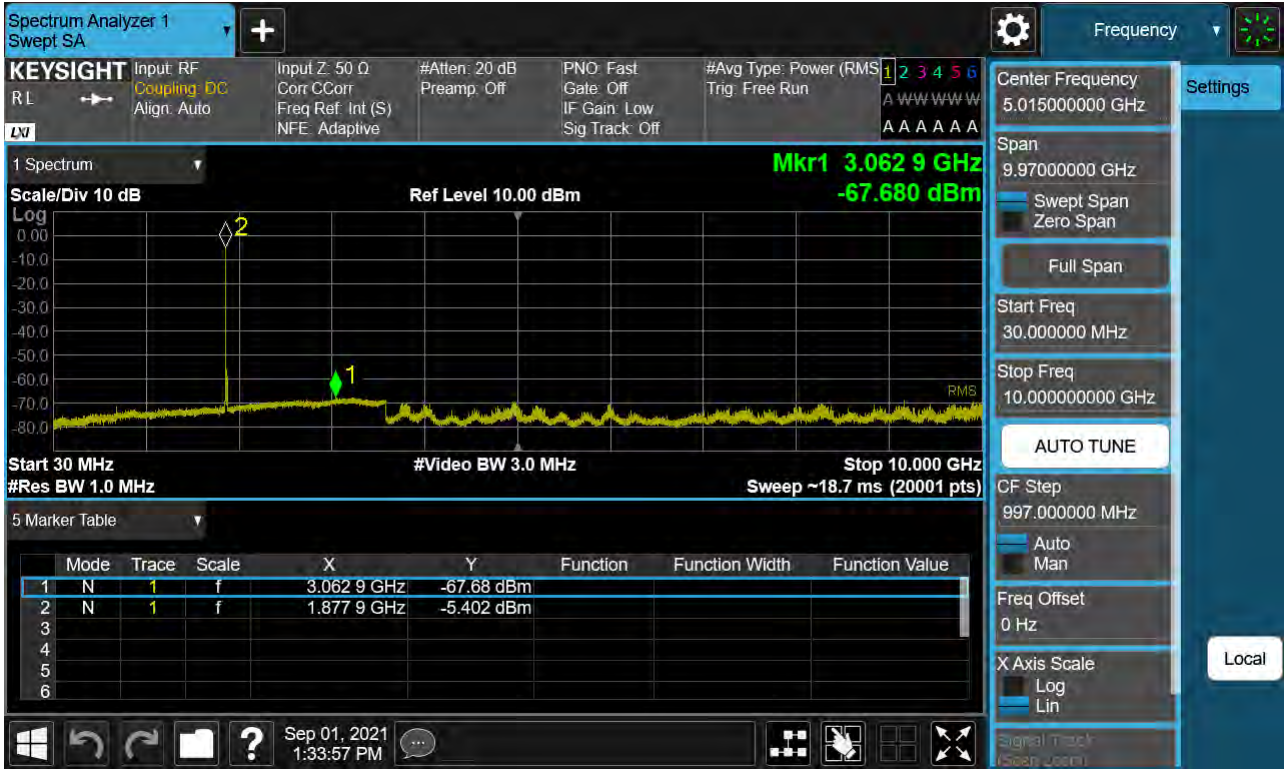 Spectrum Analyzer 1
Swept SA
+
Frequency
KEYSIGHT
R L
LXI
Input: RF
Coupling: DC
Align: Auto
Input Z: 50 Ω
Corr CCorr
Freq Ref: Int (S)
NFE: Adaptive
#Atten: 20 dB
Preamp: Off
PNO: Fast
Gate: Off
IF Gain: Low
Sig Track: Off
#Avg Type: Power (RMS
Trig: Free Run
1 2 3 4 5 6
A W W W W W
A A A A A A
Center Frequency
5.015000000 GHz
Settings
1 Spectrum
Mkr1 3.062 9 GHz
Scale/Div 10 dB
Ref Level 10.00 dBm
-67.680 dBm
Span
9.97000000 GHz
Swept Span
Zero Span
Full Span
Log
0.00
-10.0
-20.0
-30.0
-40.0
-50.0
-60.0
-70.0
-80.0
2
1
RMS
Start Freq
30.000000 MHz
Stop Freq
10.000000000 GHz
AUTO TUNE
Start 30 MHz
#Video BW 3.0 MHz
Stop 10.000 GHz
#Res BW 1.0 MHz
Sweep ~18.7 ms (20001 pts)
CF Step
997.000000 MHz
Auto
Man
5 Marker Table
Mode Trace Scale X Y Function Function Width Function Value
1 N 1 f 3.062 9 GHz -67.68 dBm
2 N 1 f 1.877 9 GHz -5.402 dBm
3
4
5
6
Freq Offset
0 Hz
X Axis Scale
Log
Lin
Local
Signal Track
(Span Zoom)
?
Sep 01, 2021
1:33:57 PM